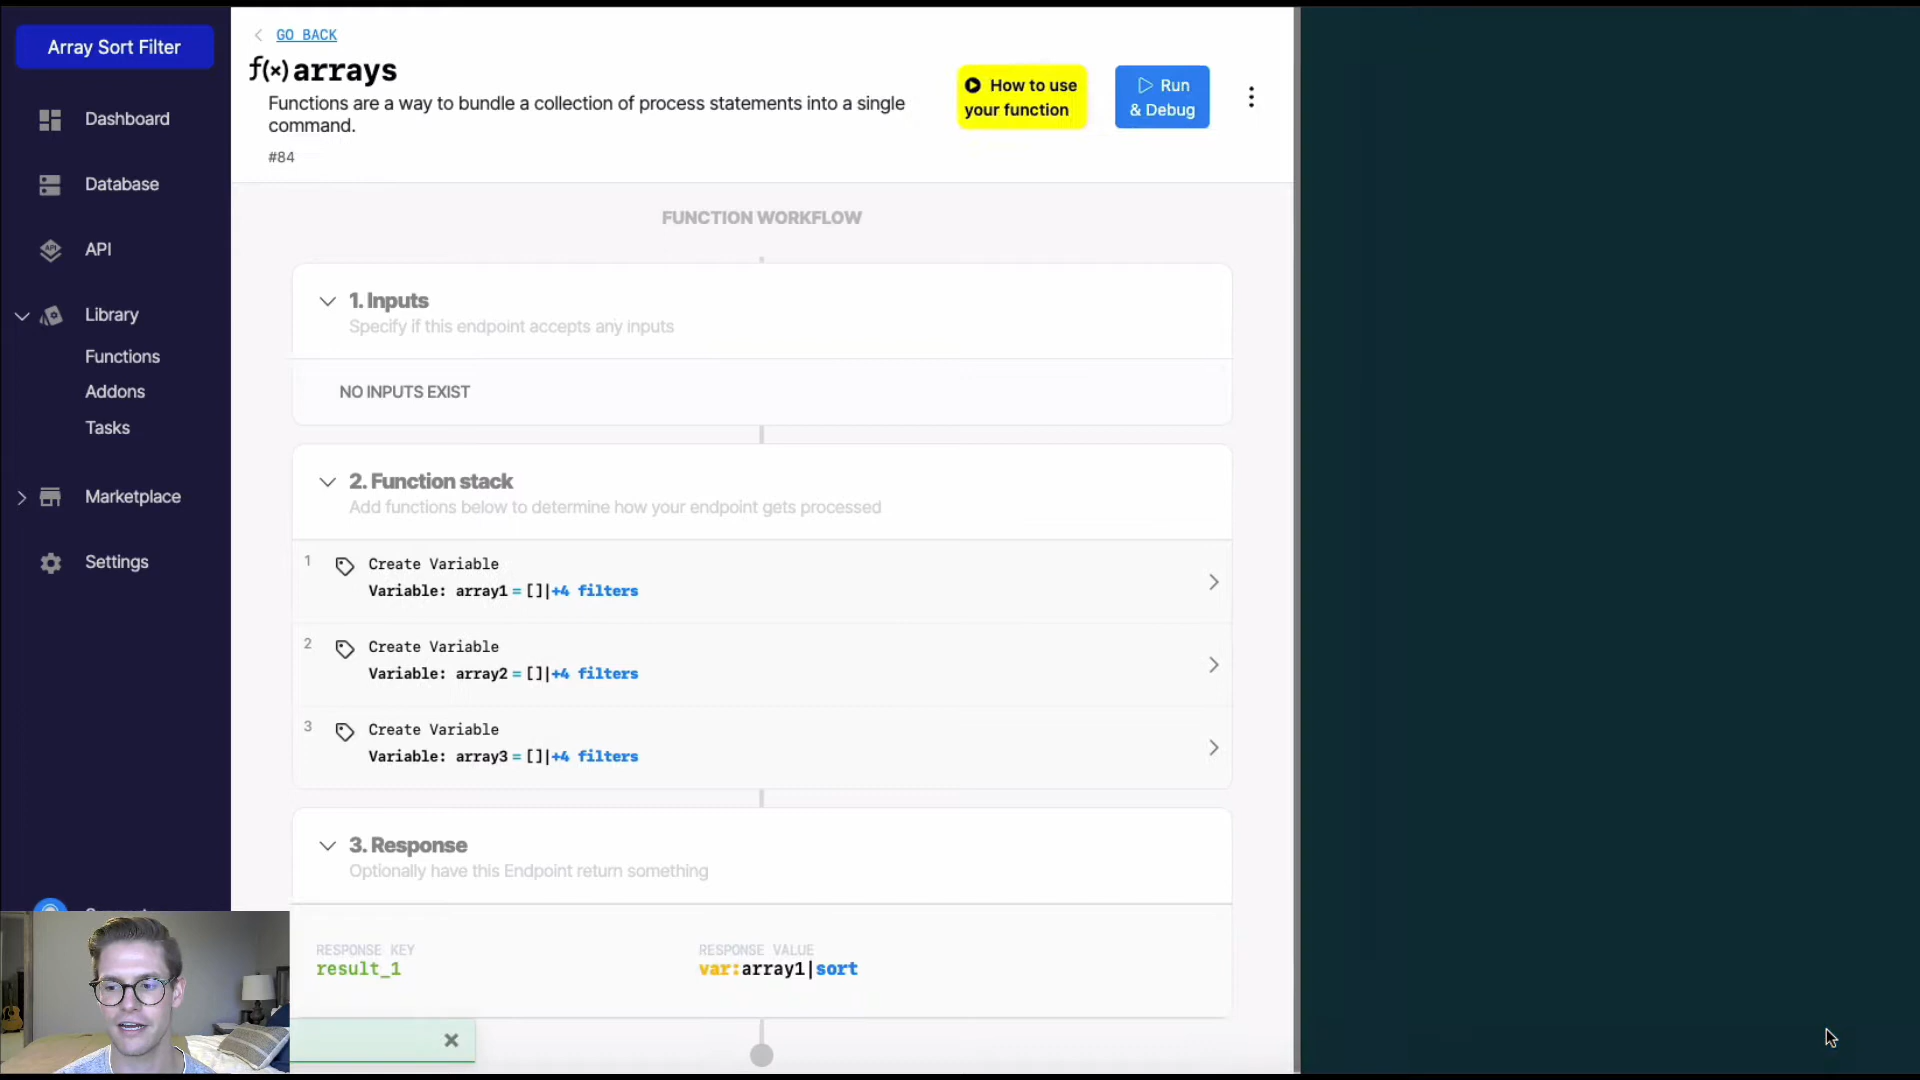 Array Sort Filter
Dashboard
Database
API
Library
Functions
Addons
Tasks
Marketplace
Settings
GO BACK
f(x) arrays
Functions are a way to bundle a collection of process statements into a single
command.
#84
How to use
your function
Run
& Debug
FUNCTION WORKFLOW
1. Inputs
Specify if this endpoint accepts any inputs
NO INPUTS EXIST
2. Function stack
Add functions below to determine how your endpoint gets processed
1
Create Variable
Variable: array1 = []|+4 filters
2
Create Variable
Variable: array2 = []|+4 filters
3
Create Variable
Variable: array3 = []|+4 filters
3. Response
Optionally have this Endpoint return something
RESPONSE KEY
result_1
RESPONSE VALUE
var:array1|sort